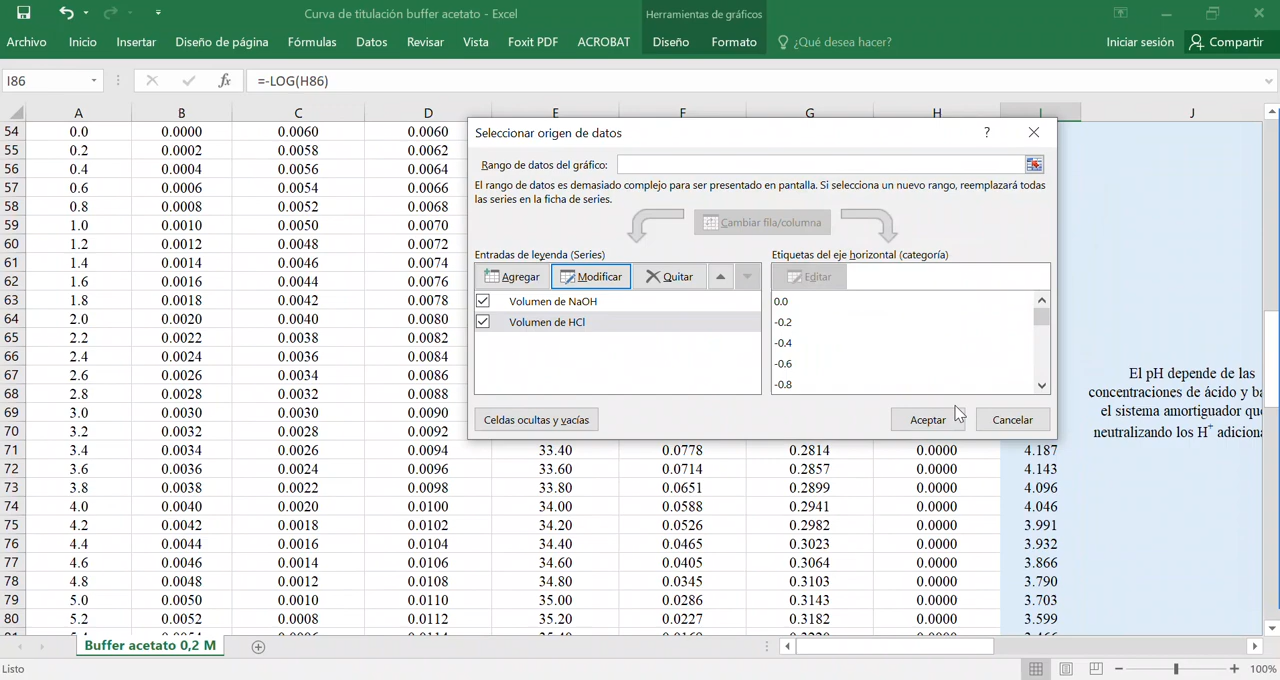 Curva de titulación buffer acetato - Excel
Herramientas de gráficos
Archivo Inicio Insertar Diseño de página Fórmulas Datos Revisar Vista Foxit PDF ACROBAT Diseño Formato ¿Qué desea hacer? Iniciar sesión Compartir
I86 fx =-LOG(H86)
A B C D E F G H I J
54 0.0 0.0000 0.0060 0.0060
55 0.2 0.0002 0.0058 0.0062
56 0.4 0.0004 0.0056 0.0064
57 0.6 0.0006 0.0054 0.0066
58 0.8 0.0008 0.0052 0.0068
59 1.0 0.0010 0.0050 0.0070
60 1.2 0.0012 0.0048 0.0072
61 1.4 0.0014 0.0046 0.0074
62 1.6 0.0016 0.0044 0.0076
63 1.8 0.0018 0.0042 0.0078
64 2.0 0.0020 0.0040 0.0080
65 2.2 0.0022 0.0038 0.0082
66 2.4 0.0024 0.0036 0.0084
67 2.6 0.0026 0.0034 0.0086
68 2.8 0.0028 0.0032 0.0088
69 3.0 0.0030 0.0030 0.0090
70 3.2 0.0032 0.0028 0.0092
71 3.4 0.0034 0.0026 0.0094 33.40 0.0778 0.2814 0.0000 4.187
72 3.6 0.0036 0.0024 0.0096 33.60 0.0714 0.2857 0.0000 4.143
73 3.8 0.0038 0.0022 0.0098 33.80 0.0651 0.2899 0.0000 4.096
74 4.0 0.0040 0.0020 0.0100 34.00 0.0588 0.2941 0.0000 4.046
75 4.2 0.0042 0.0018 0.0102 34.20 0.0526 0.2982 0.0000 3.991
76 4.4 0.0044 0.0016 0.0104 34.40 0.0465 0.3023 0.0000 3.932
77 4.6 0.0046 0.0014 0.0106 34.60 0.0405 0.3064 0.0000 3.866
78 4.8 0.0048 0.0012 0.0108 34.80 0.0345 0.3103 0.0000 3.790
79 5.0 0.0050 0.0010 0.0110 35.00 0.0286 0.3143 0.0000 3.703
80 5.2 0.0052 0.0008 0.0112 35.20 0.0227 0.3182 0.0000 3.599
Seleccionar origen de datos ?
Rango de datos del gráfico:
El rango de datos es demasiado complejo para ser presentado en pantalla. Si selecciona un nuevo rango, reemplazará todas
las series en la ficha de series.
Cambiar fila/columna
Entradas de leyenda (Series)
Agregar Modificar Quitar
Volumen de NaOH
Volumen de HCl
Etiquetas del eje horizontal (categoría)
Editar
0.0
-0.2
-0.4
-0.6
-0.8
Celdas ocultas y vacías Aceptar Cancelar
El pH depende de las
concentraciones de ácido y ba
el sistema amortiguador que
neutralizando los H+ adiciona
Buffer acetato 0,2 M
Listo 100%